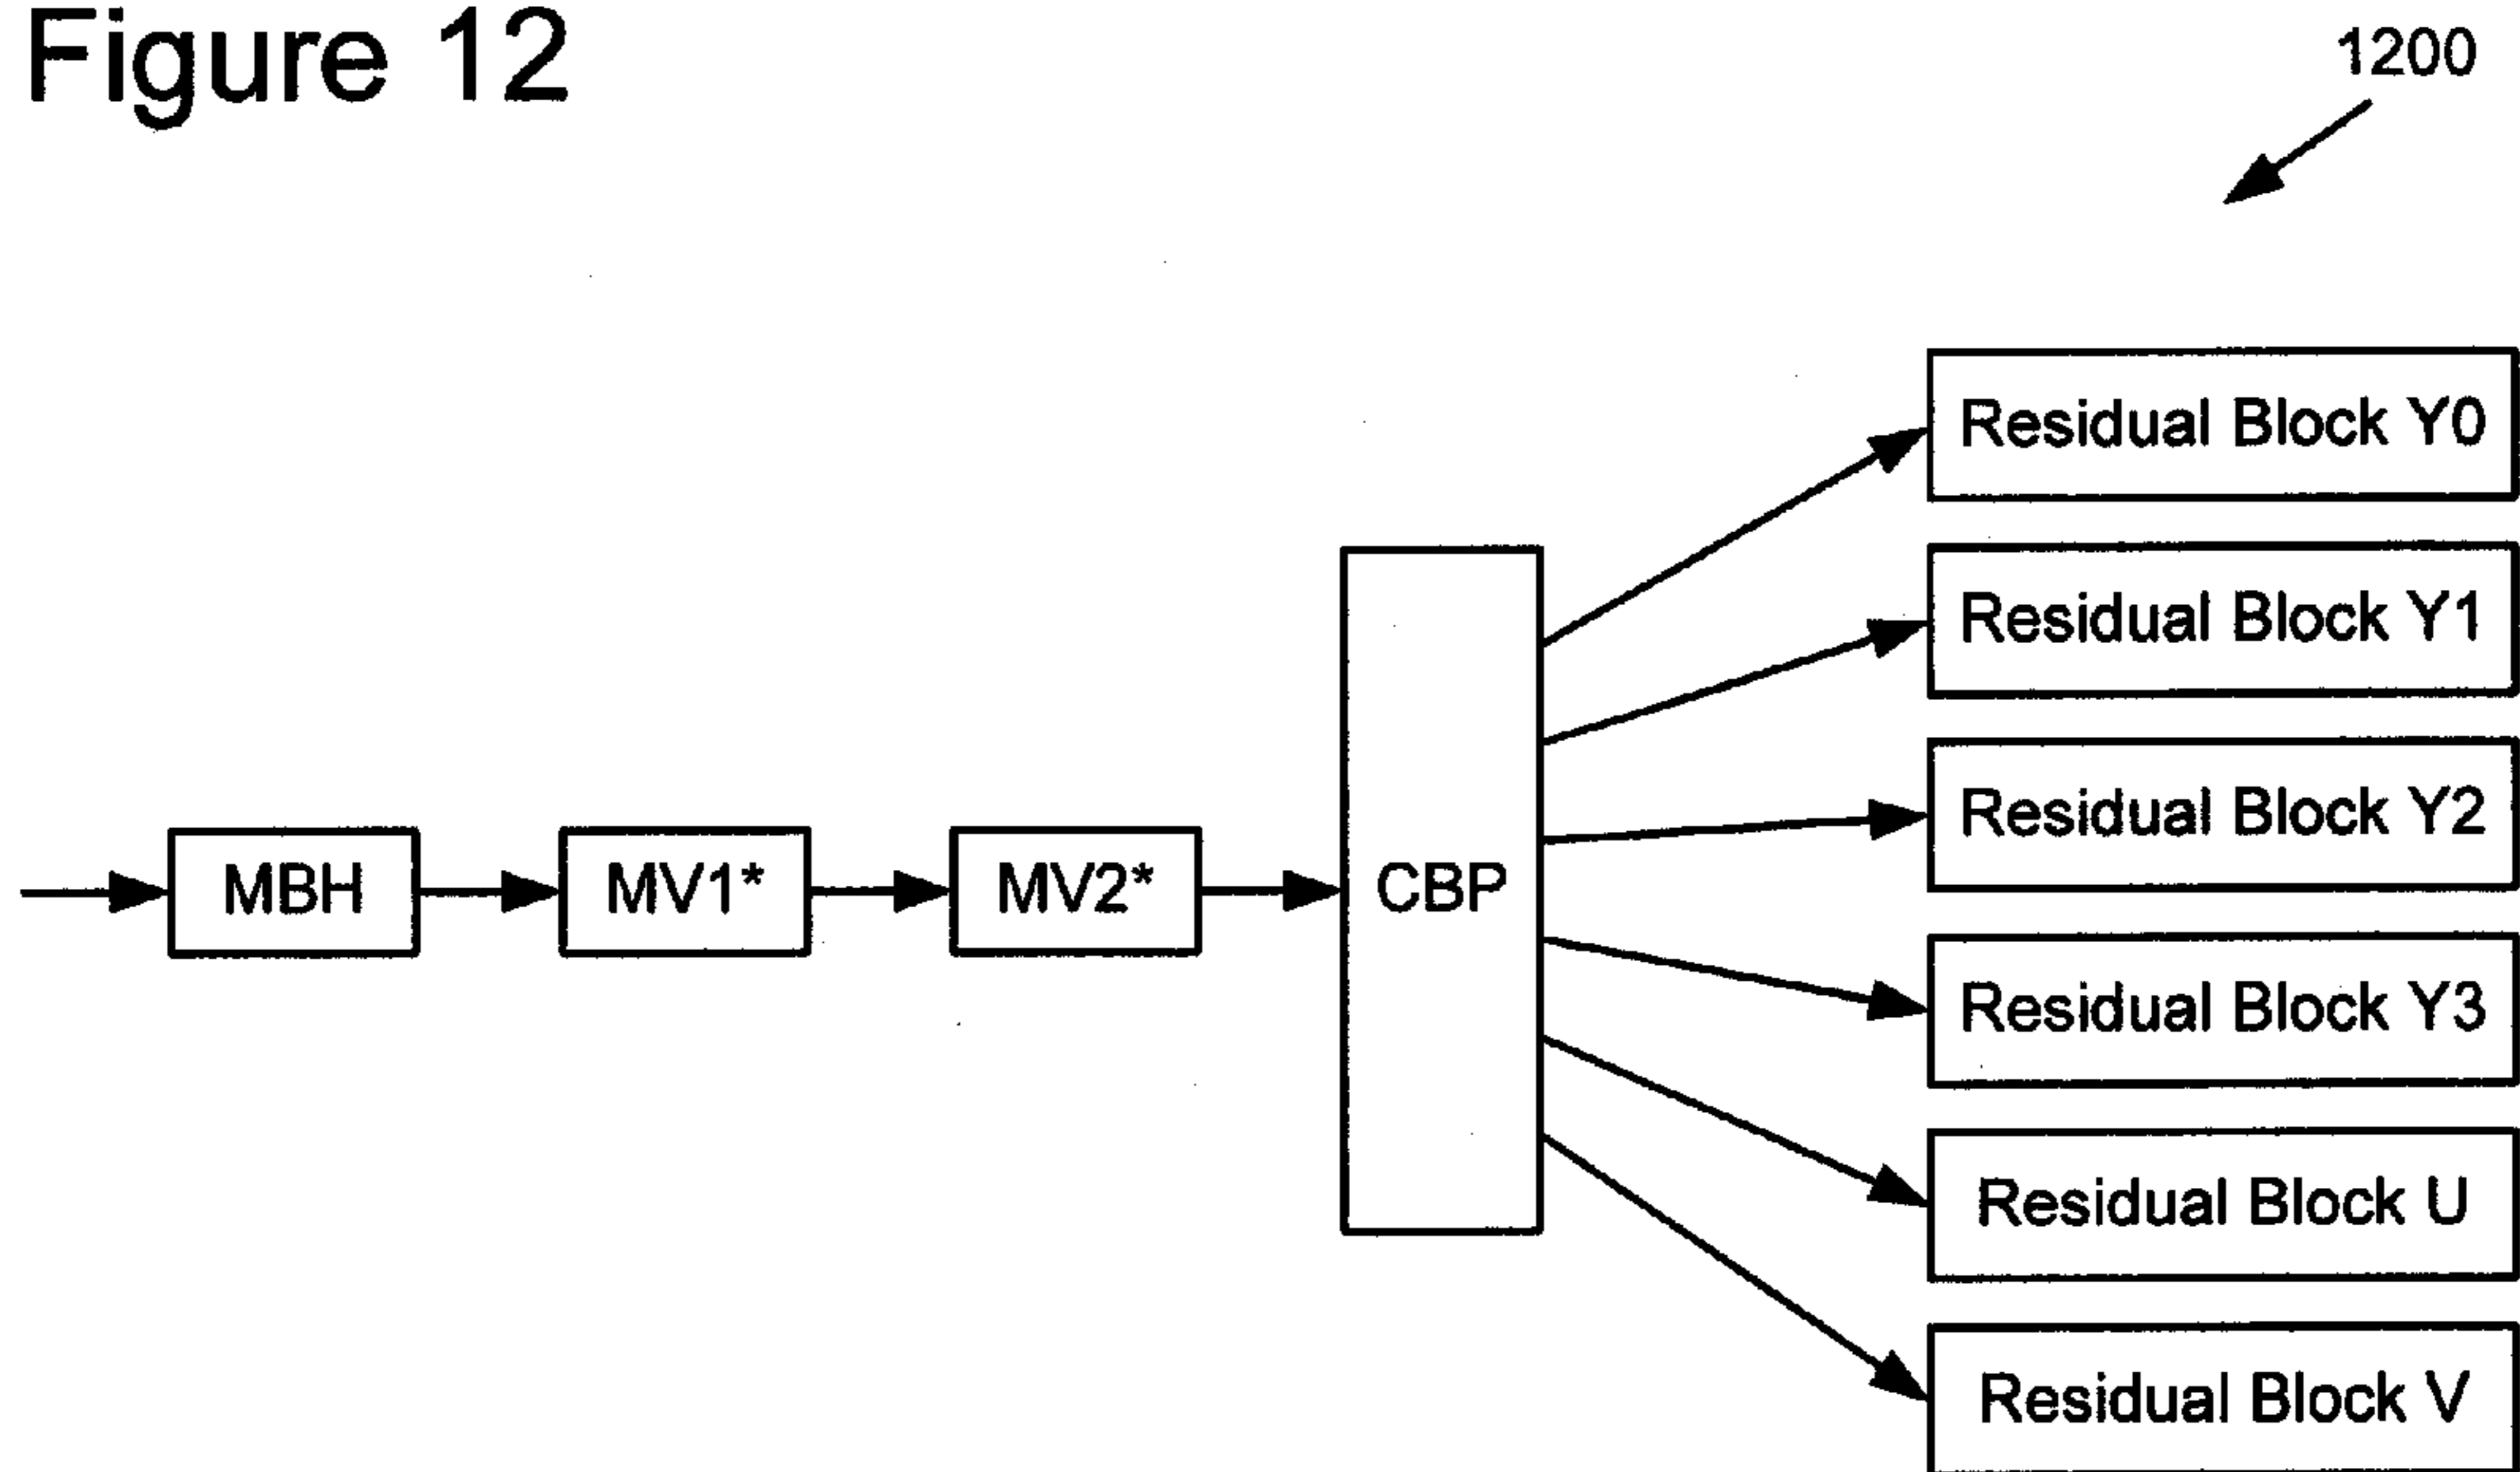 Figure 12
1200
Residual Block Y0
Residual Block Y1
Residual Block Y2
MBH
MV1*
MV2*
CBP
Residual Block Y3
Residual Block U
Residual Block V